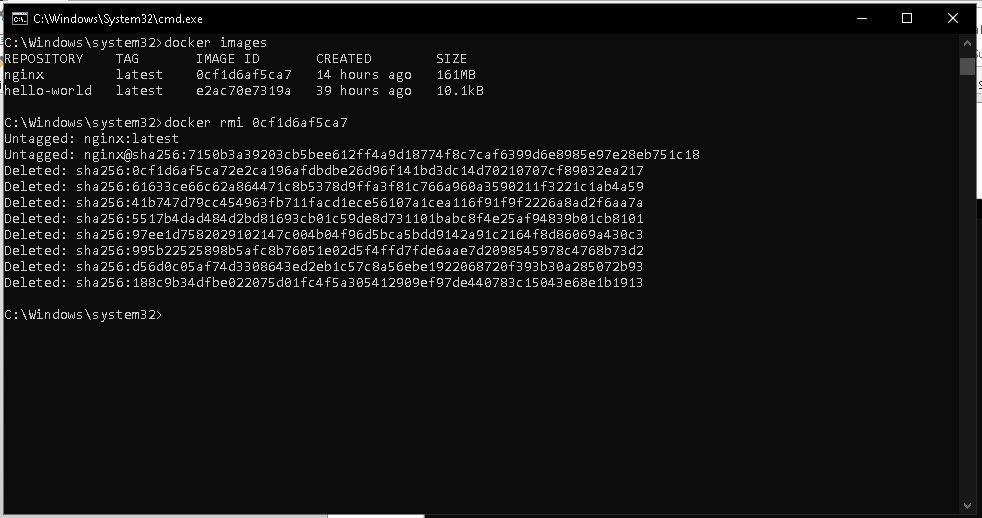 C:\Windows\System32\cmd.exe
C:\Windows\system32>docker images
REPOSITORY    TAG       IMAGE ID       CREATED        SIZE
nginx         latest    0cf1d6af5ca7   14 hours ago   161MB
hello-world   latest    e2ac70e7319a   39 hours ago   10.1kB
C:\Windows\system32>docker rmi 0cf1d6af5ca7
Untagged: nginx:latest
Untagged: nginx@sha256:7150b3a39203cb5bee612ff4a9d18774f8c7caf6399d6e8985e97e28eb751c18
Deleted: sha256:0cf1d6af5ca72e2ca196afdbdbe26d96f141bd3dc14d70210707cf89032ea217
Deleted: sha256:61633ce66c62a864471c8b5378d9ffa3f81c766a960a3590211f3221c1ab4a59
Deleted: sha256:41b747d79cc454963fb711facd1ece56107a1cea116f91f9f2226a8ad2f6aa7a
Deleted: sha256:5517b4dad484d2bd81693cb01c59de8d731101babc8f4e25af94839b01cb8101
Deleted: sha256:97ee1d7582029102147c004b04f96d5bca5bdd9142a91c2164f8d86069a430c3
Deleted: sha256:995b22525898b5afc8b76051e02d5f4ffd7fde6aae7d2098545978c4768b73d2
Deleted: sha256:d56d0c05af74d3308643ed2eb1c57c8a56ebe1922068720f393b30a285072b93
Deleted: sha256:188c9b34dfbe022075d01fc4f5a305412909ef97de440783c15043e68e1b1913
C:\Windows\system32>